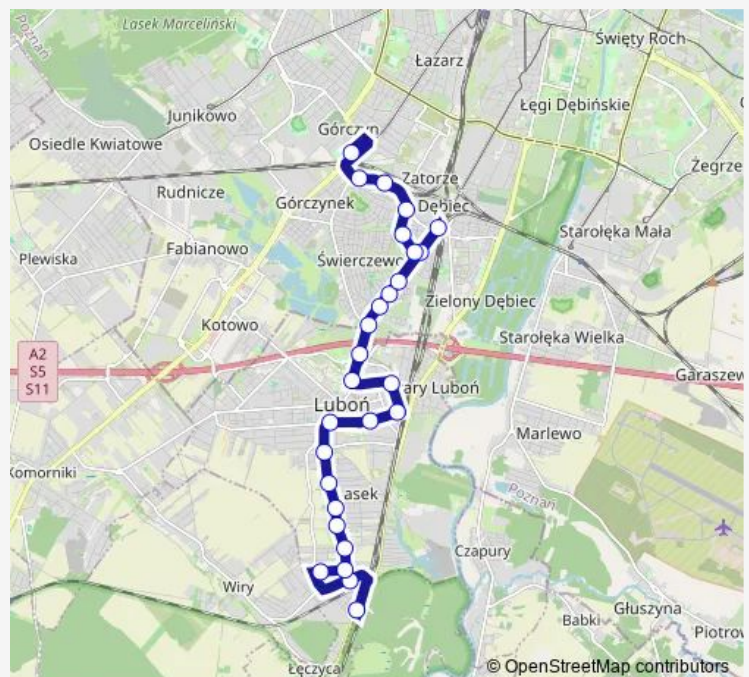 Poznań
Lasek Marceliński
Święty Roch
Łazarz
Łęgi Dębińskie
Junikowo
Górczyn
Osiedle Kwiatowe
Zatorze
Żegrze
Rudnicze
Górczynek
Dębiec
Starołęka Mała
Fabianowo
Plewiska
Świerczewo
Zielony Dębiec
Kotowo
Starołęka Wielka
A2
S5
S11
Garaszew
ary Luboń
Luboń
Marlewo
Komorniki
Poznań
asek
Czapury
Wiry
Głuszyna
Babki
Piotrow
Łęczyca
© OpenStreetMap contributors